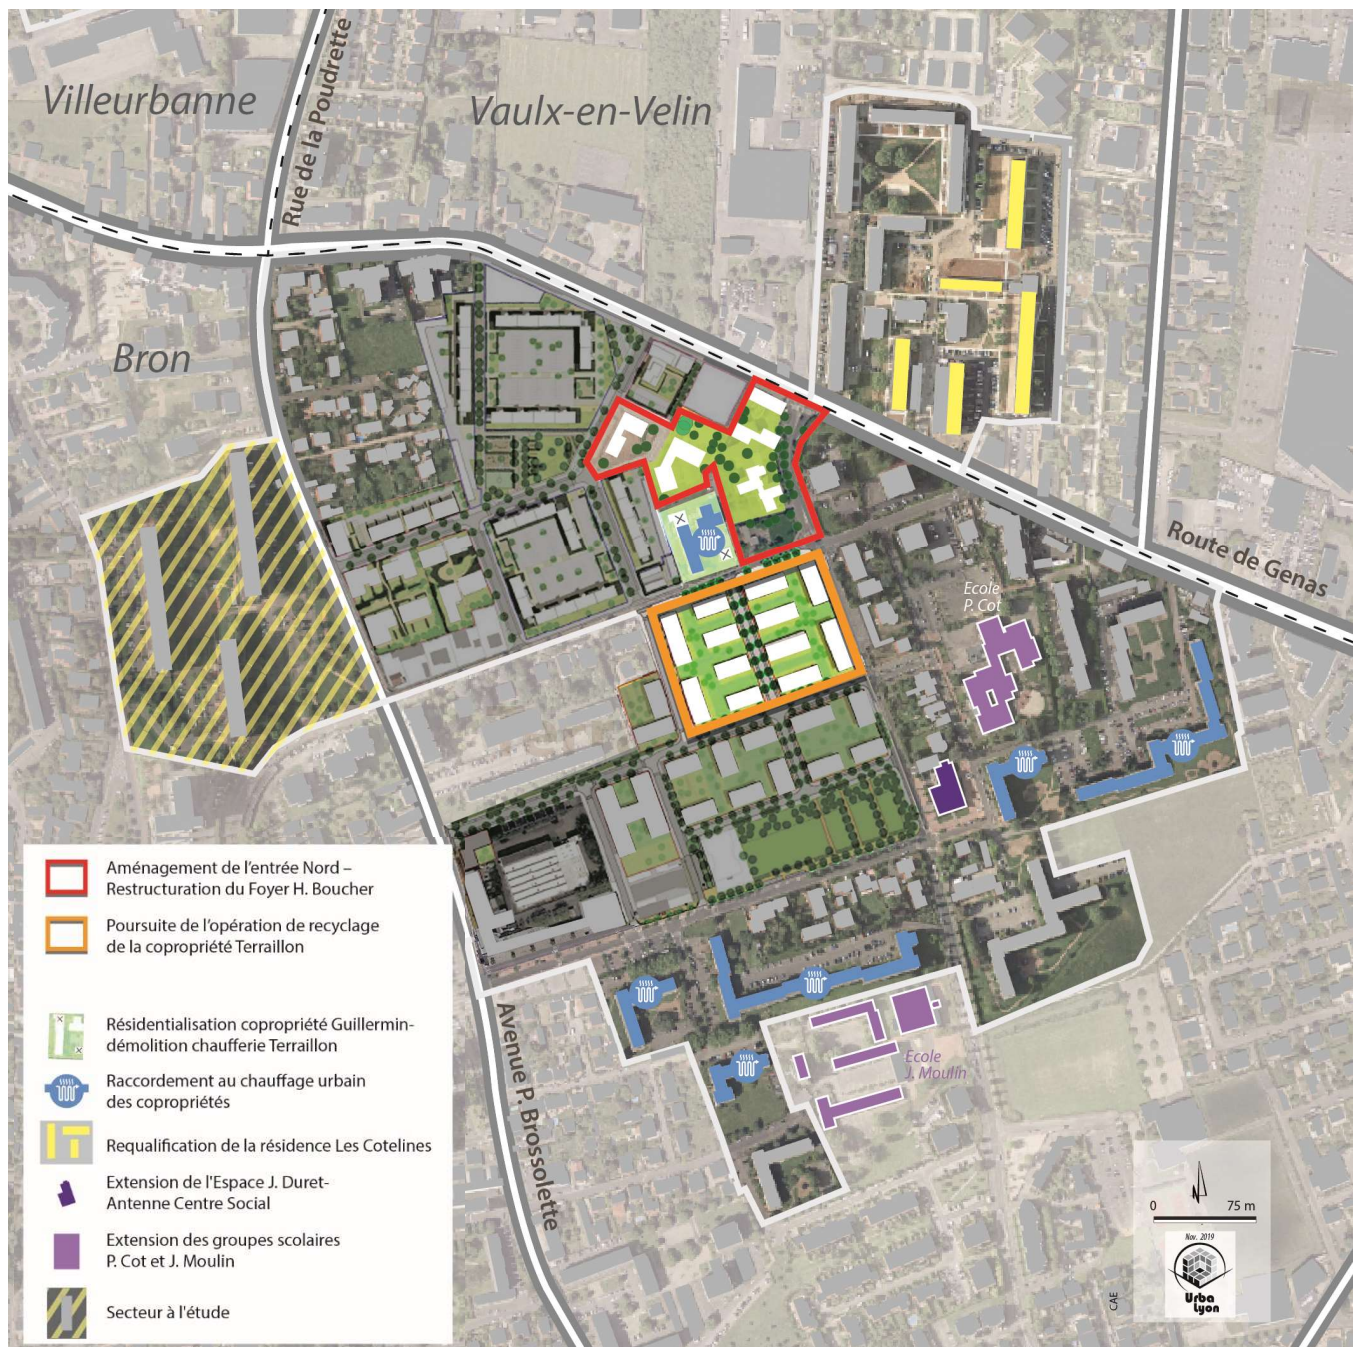 Villeurbanne
Rue de la Poudrette
Vaulx-en-Velin
Bron
Route de Genas
Ecole
P. Cot
Avenue P. Brossolette
Ecole
J. Moulin
Aménagement de l'entrée Nord –
Restructuration du Foyer H. Boucher
Poursuite de l'opération de recyclage
de la copropriété Terraillon
Résidentialisation copropriété Guillermin-
démolition chaufferie Terraillon
Raccordement au chauffage urbain
des copropriétés
Requalification de la résidence Les Cotelines
Extension de l'Espace J. Duret-
Antenne Centre Social
Extension des groupes scolaires
P. Cot et J. Moulin
Secteur à l'étude
0 75 m
Nov. 2019
Urba
Lyon
CAE